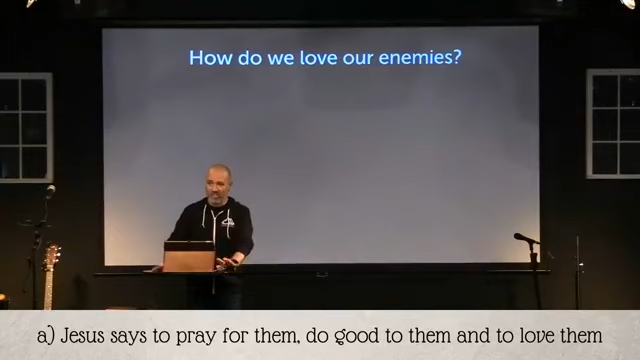 How do we love our enemies?
a) Jesus says to pray for them, do good to them and to love them